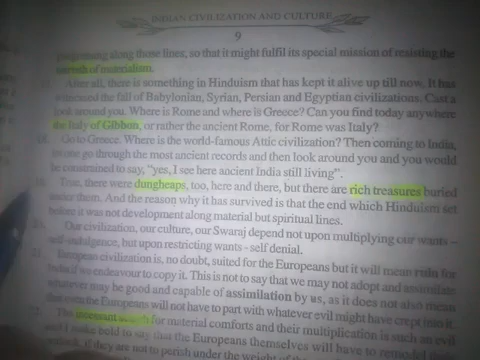 INDIAN CIVILIZATION AND CULTURE
9
along those lines, so that it might fulfil its special mission of resisting the
of materialism.
After all, there is something in Hinduism that has kept it alive up till now. It has
witnessed the fall of Babylonian, Syrian, Persian and Egyptian civilizations. Cast a
look around you. Where is Rome and where is Greece? Can you find today anywhere
the Italy of Gibbon, or rather the ancient Rome, for Rome was Italy?
Go to Greece. Where is the world-famous Attic civilization? Then coming to India,
let one go through the most ancient records and then look around you and you would
be constrained to say, "yes, I see here ancient India still living".
True, there were dungheaps, too, here and there, but there are rich treasures buried
under them. And the reason why it has survived is that the end which Hinduism set
before it was not development along material but spiritual lines.
Our civilization, our culture, our Swaraj depend not upon multiplying our wants –
self-indulgence, but upon restricting wants - self denial.
European civilization is, no doubt, suited for the Europeans but it will mean ruin for
India if we endeavour to copy it. This is not to say that we may not adopt and assimilate
whatever may be good and capable of assimilation by us, as it does not also mean
that even the Europeans will not have to part with whatever evil might have crept into it.
The incessant search for material comforts and their multiplication is such an evil
and I make bold to say that the Europeans themselves will have to
if they are not to perish under the weight of the